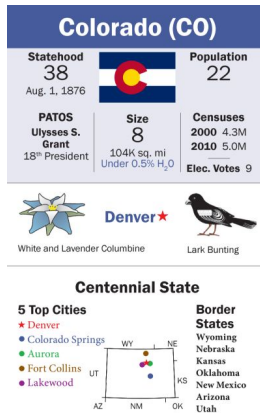 Colorado (CO)
Statehood
38
Aug. 1, 1876
Population
22
PATOS
Ulysses S.
Grant
18th President
Size
8
104K sq. mi
Under 0.5% H₂0
Censuses
2000 4.3M
2010 5.0M
Elec. Votes 9
Denver★
White and Lavender Columbine
Lark Bunting
Centennial State
5 Top Cities
★ Denver
● Colorado Springs
● Aurora
● Fort Collins
● Lakewood
WY
NE
UT
KS
AZ
NM
OK
Border
States
Wyoming
Nebraska
Kansas
Oklahoma
New Mexico
Arizona
Utah